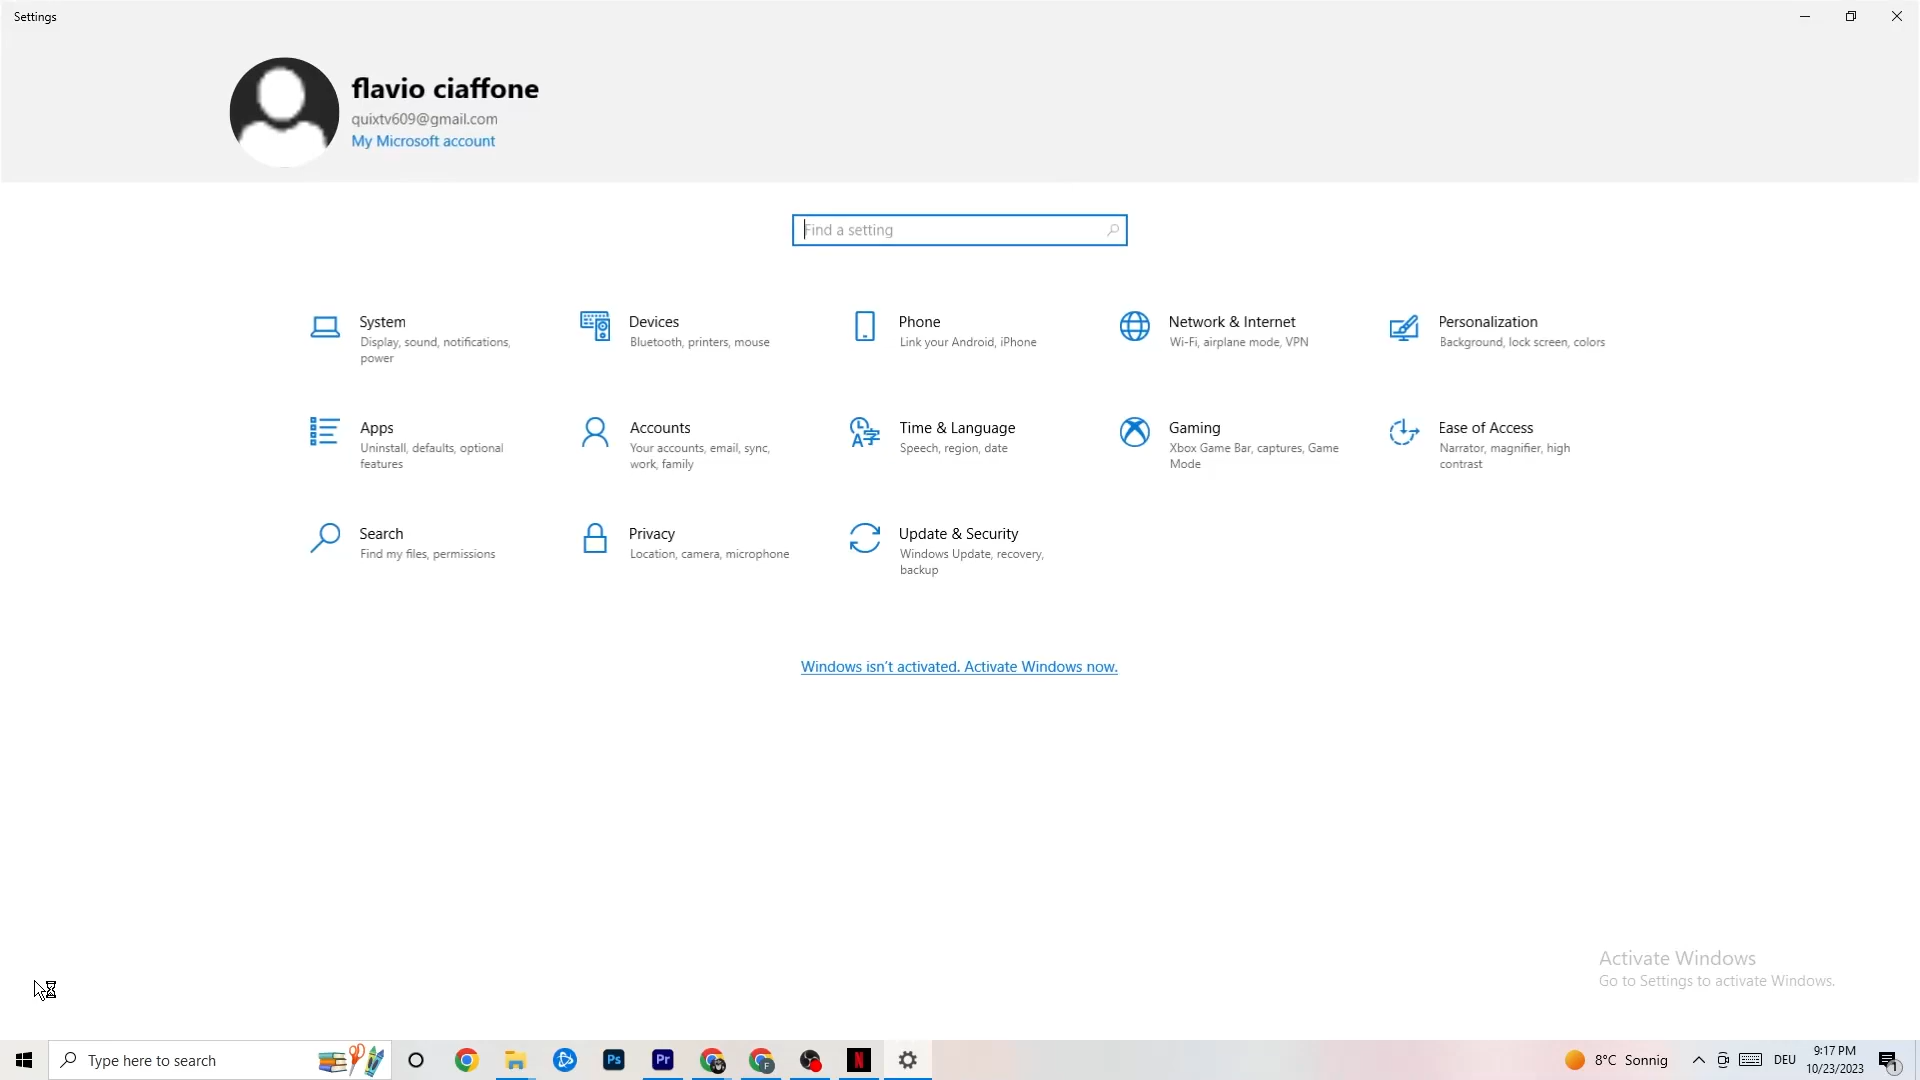 Settings
flavio ciaffone
quixtv609@gmail.com
My Microsoft account
Find a setting
System
Display, sound, notifications,
power
Devices
Bluetooth, printers, mouse
Phone
Link your Android, iPhone
Network & Internet
Wi-Fi, airplane mode, VPN
Personalization
Background, lock screen, colors
Apps
Uninstall, defaults, optional
features
Accounts
Your accounts, email, sync,
work, family
Time & Language
Speech, region, date
Gaming
Xbox Game Bar, captures, Game
Mode
Ease of Access
Narrator, magnifier, high
contrast
Search
Find my files, permissions
Privacy
Location, camera, microphone
Update & Security
Windows Update, recovery,
backup
Windows isn't activated. Activate Windows now.
Activate Windows
Go to Settings to activate Windows.
Type here to search
Ps
Pr
F
N
8°C Sonnig
DEU
9:17 PM
10/23/2023
1